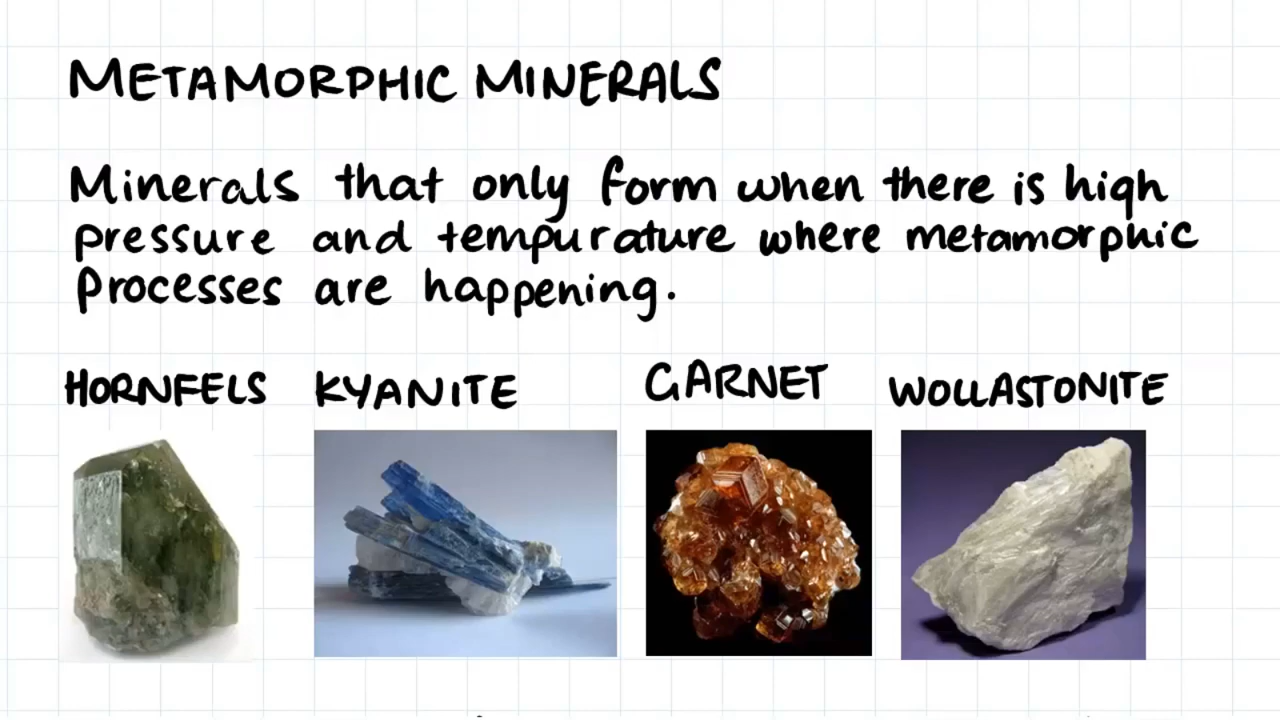 METAMORPHIC MINERALS
Minerals that only form when there is high
pressure and tempurature where metamorphic
processes are happening.
HORNFELS KYANITE GARNET WOLLASTONITE